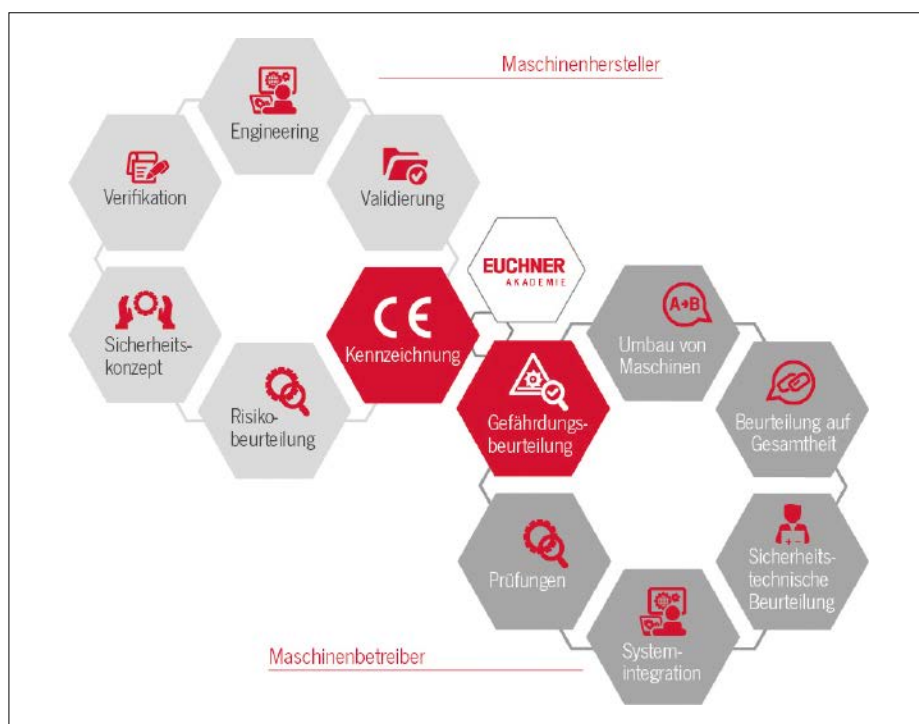 Maschinenhersteller
Engineering
Verifikation
Validierung
EUCHNER
AKADEMIE
A→B
Umbau von
Maschinen
Sicherheits-
konzept
CE
Kennzeichnung
Risiko-
beurteilung
Gefährdungs-
beurteilung
Beurteilung auf
Gesamtheit
Prüfungen
Sicherheits-
technische
Beurteilung
System-
integration
Maschinenbetreiber